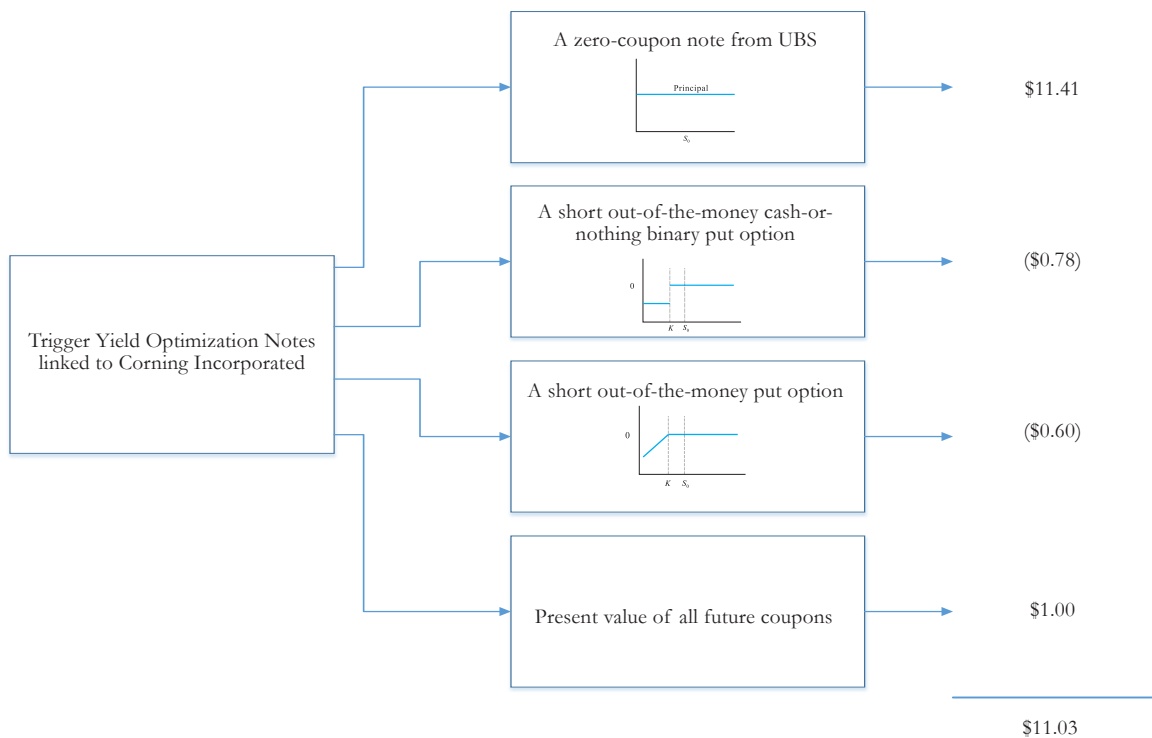 A zero-coupon note from UBS
Principal
S0
$11.41
A short out-of-the-money cash-or-
nothing binary put option
0
K S0
($0.78)
Trigger Yield Optimization Notes
linked to Corning Incorporated
A short out-of-the-money put option
0
K S0
($0.60)
Present value of all future coupons
$1.00
$11.03